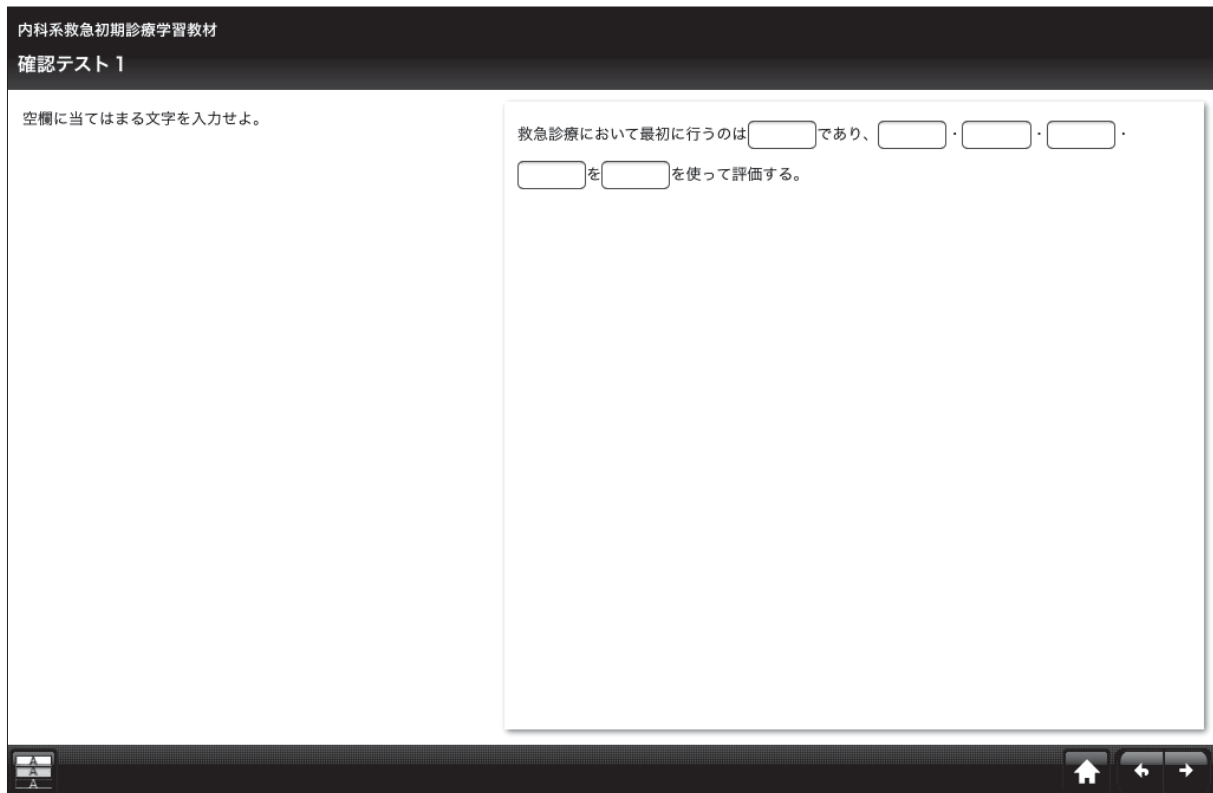 内科系救急初期診療学習教材
確認テスト1
空欄に当てはまる文字を入力せよ。
救急診療において最初に行うのはであり、・・・
をを使って評価する。
A
A
A